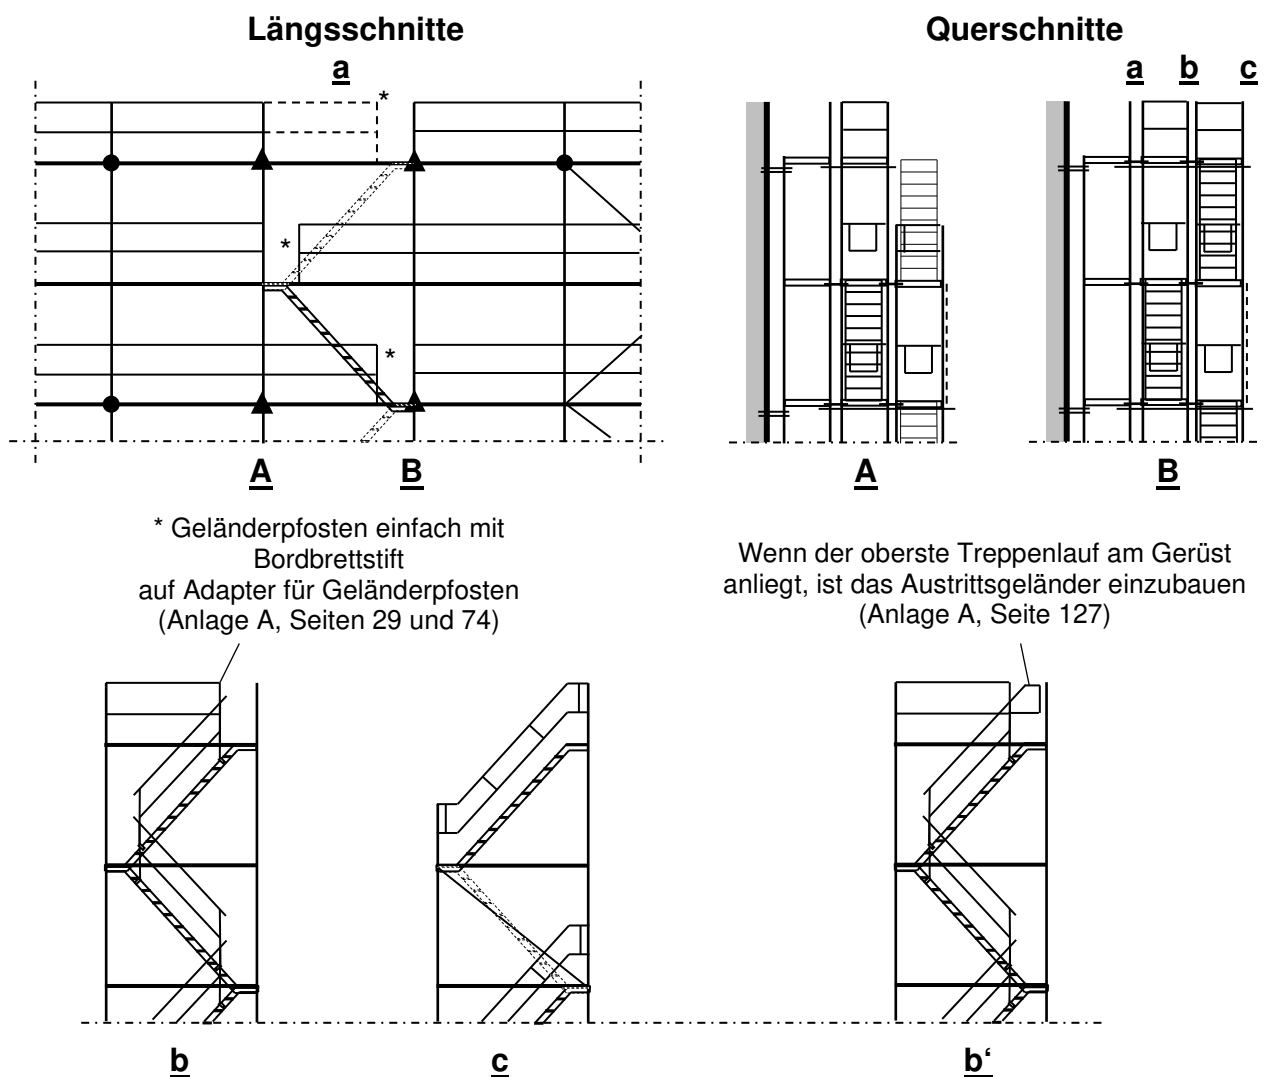 Längsschnitte
Querschnitte
a
a b c
*
*
*
A B
A
B
* Geländerpfosten einfach mit
Bordbrettstift
auf Adapter für Geländerpfosten
(Anlage A, Seiten 29 und 74)
Wenn der oberste Treppenlauf am Gerüst
anliegt, ist das Austrittsgeländer einzubauen
(Anlage A, Seite 127)
b
c
b‘